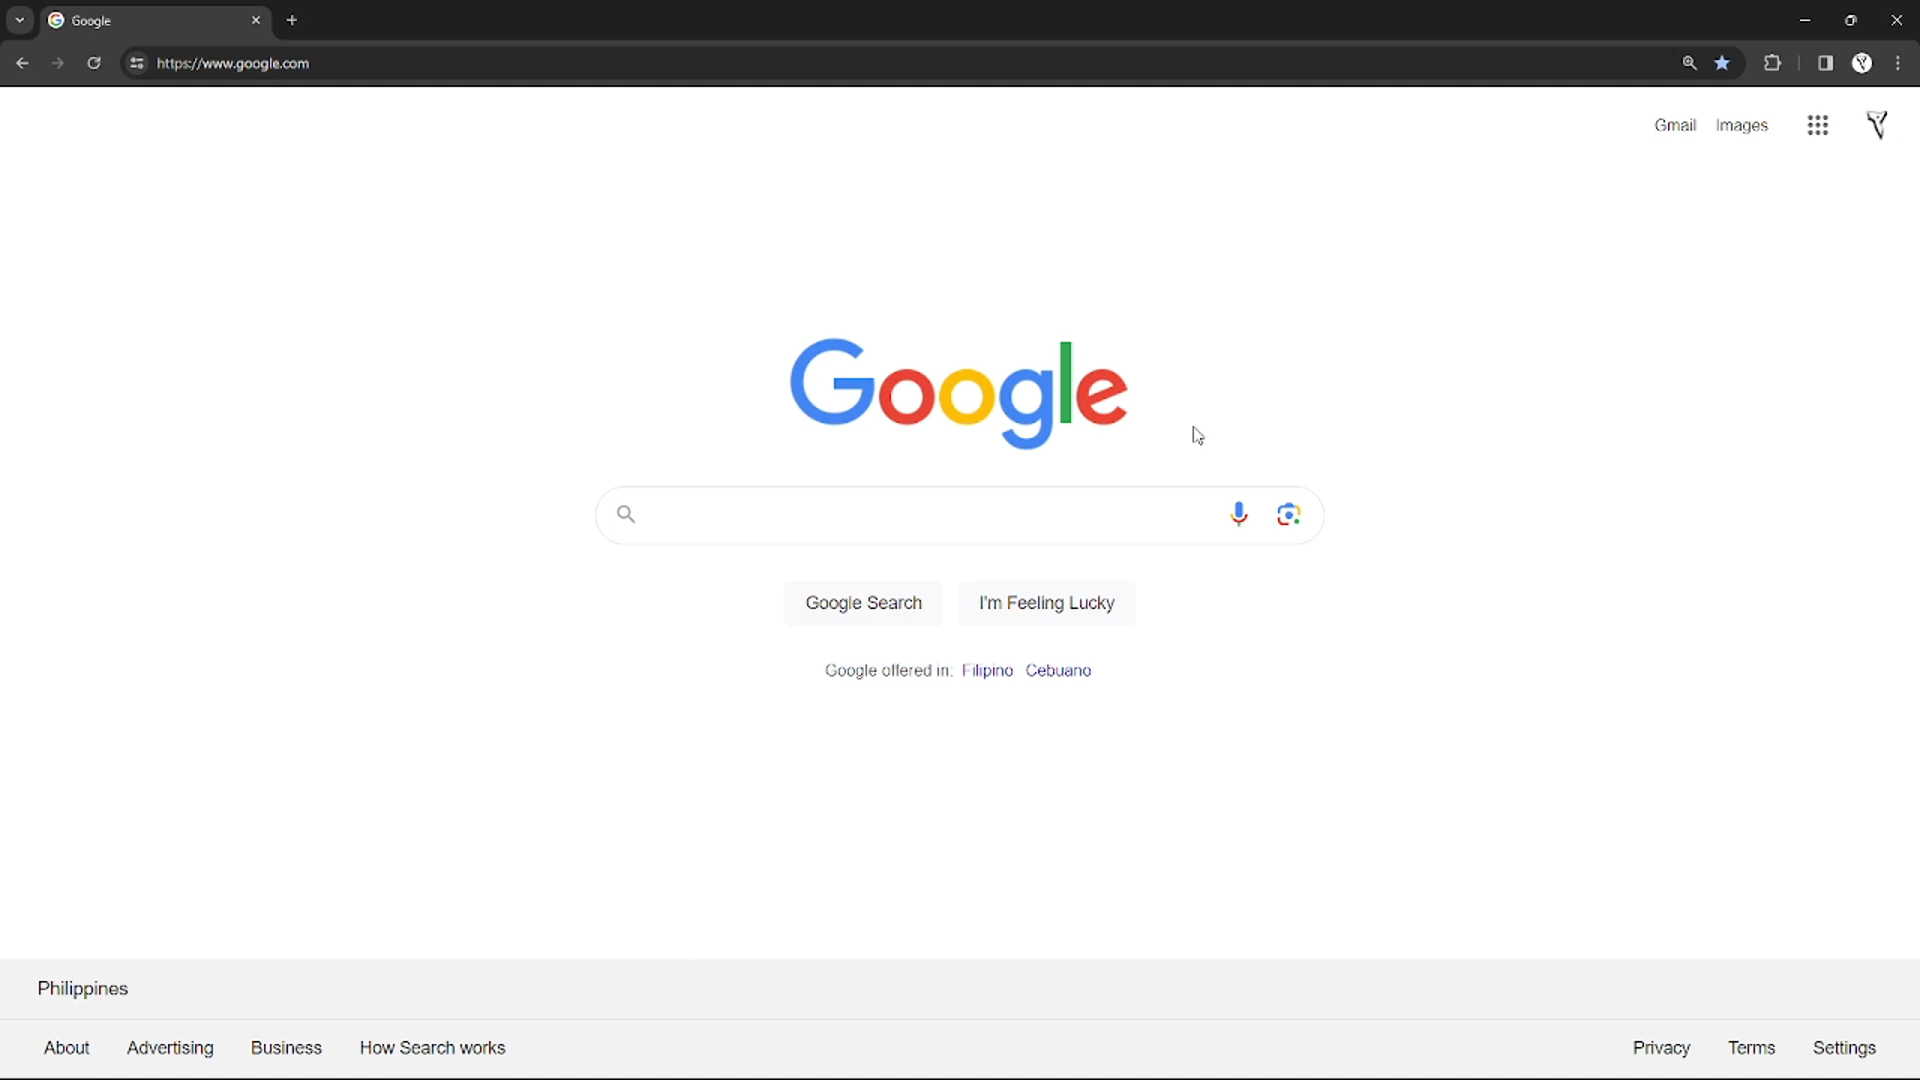 Google
https://www.google.com
Gmail Images
Google
Google Search I'm Feeling Lucky
Google offered in: Filipino Cebuano
Philippines
About Advertising Business How Search works Privacy Terms Settings